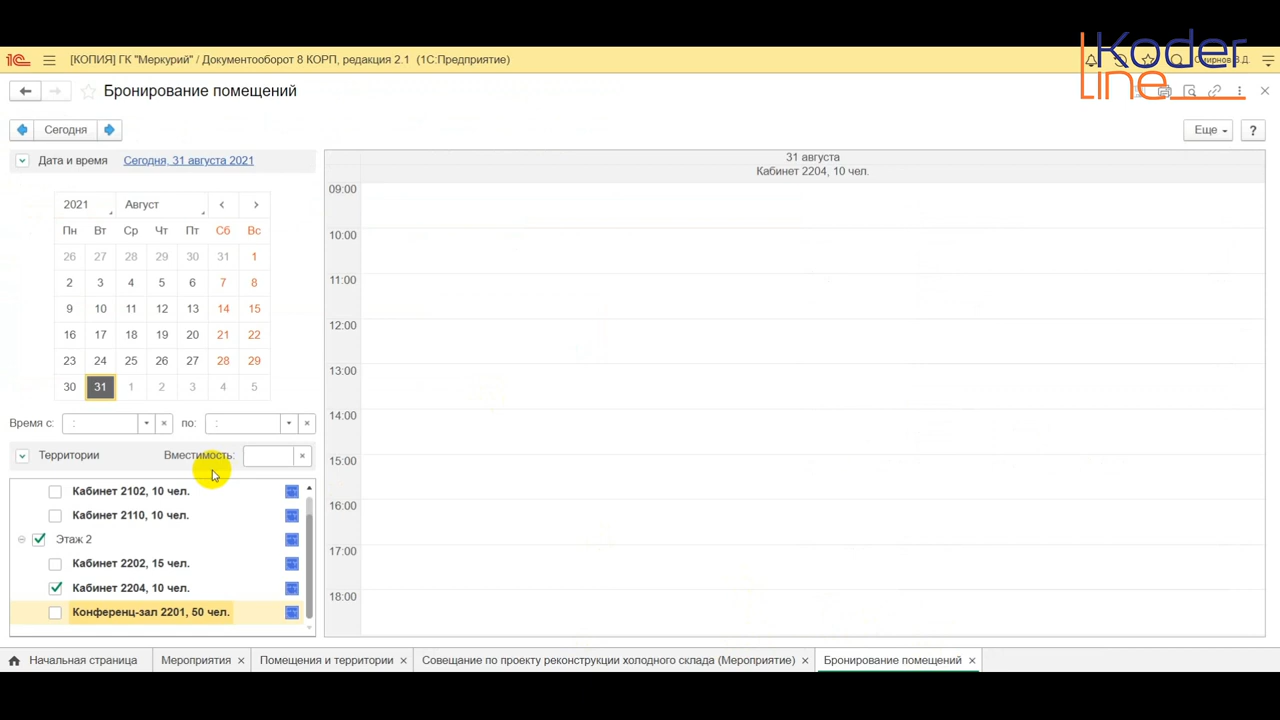 Koder
Line
1С [КОПИЯ] ГК "Меркурий" / Документооборот 8 КОРП, редакция 2.1 (1С:Предприятие) Смирнов В.Д.
Бронирование помещений
Сегодня Еще ?
Дата и время Сегодня, 31 августа 2021
31 августа
Кабинет 2204, 10 чел.
2021 Август
Пн Вт Ср Чт Пт Сб Вс
26 27 28 29 30 31 1
2 3 4 5 6 7 8
9 10 11 12 13 14 15
16 17 18 19 20 21 22
23 24 25 26 27 28 29
30 31 1 2 3 4 5
09:00
10:00
11:00
12:00
13:00
14:00
15:00
16:00
17:00
18:00
Время с: : по: :
Территории Вместимость:
Кабинет 2102, 10 чел.
Кабинет 2110, 10 чел.
Этаж 2
Кабинет 2202, 15 чел.
Кабинет 2204, 10 чел.
Конференц-зал 2201, 50 чел.
Начальная страница Мероприятия Помещения и территории Совещание по проекту реконструкции холодного склада (Мероприятие) Бронирование помещений